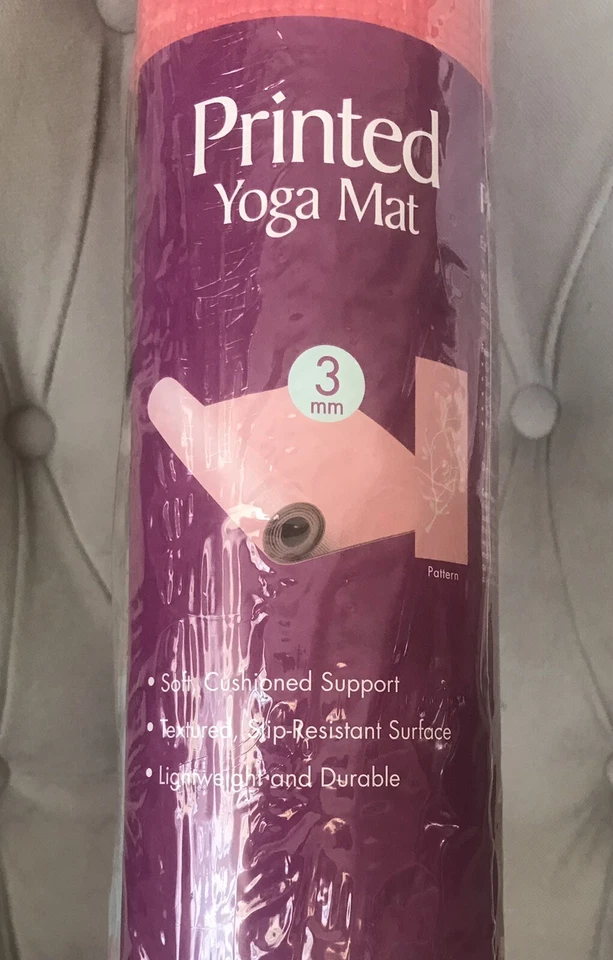 Printed
Yoga Mat
3
mm
Pattern
• Soft, Cushioned Support
• Textured, Slip-Resistant Surface
• Lightweight and Durable